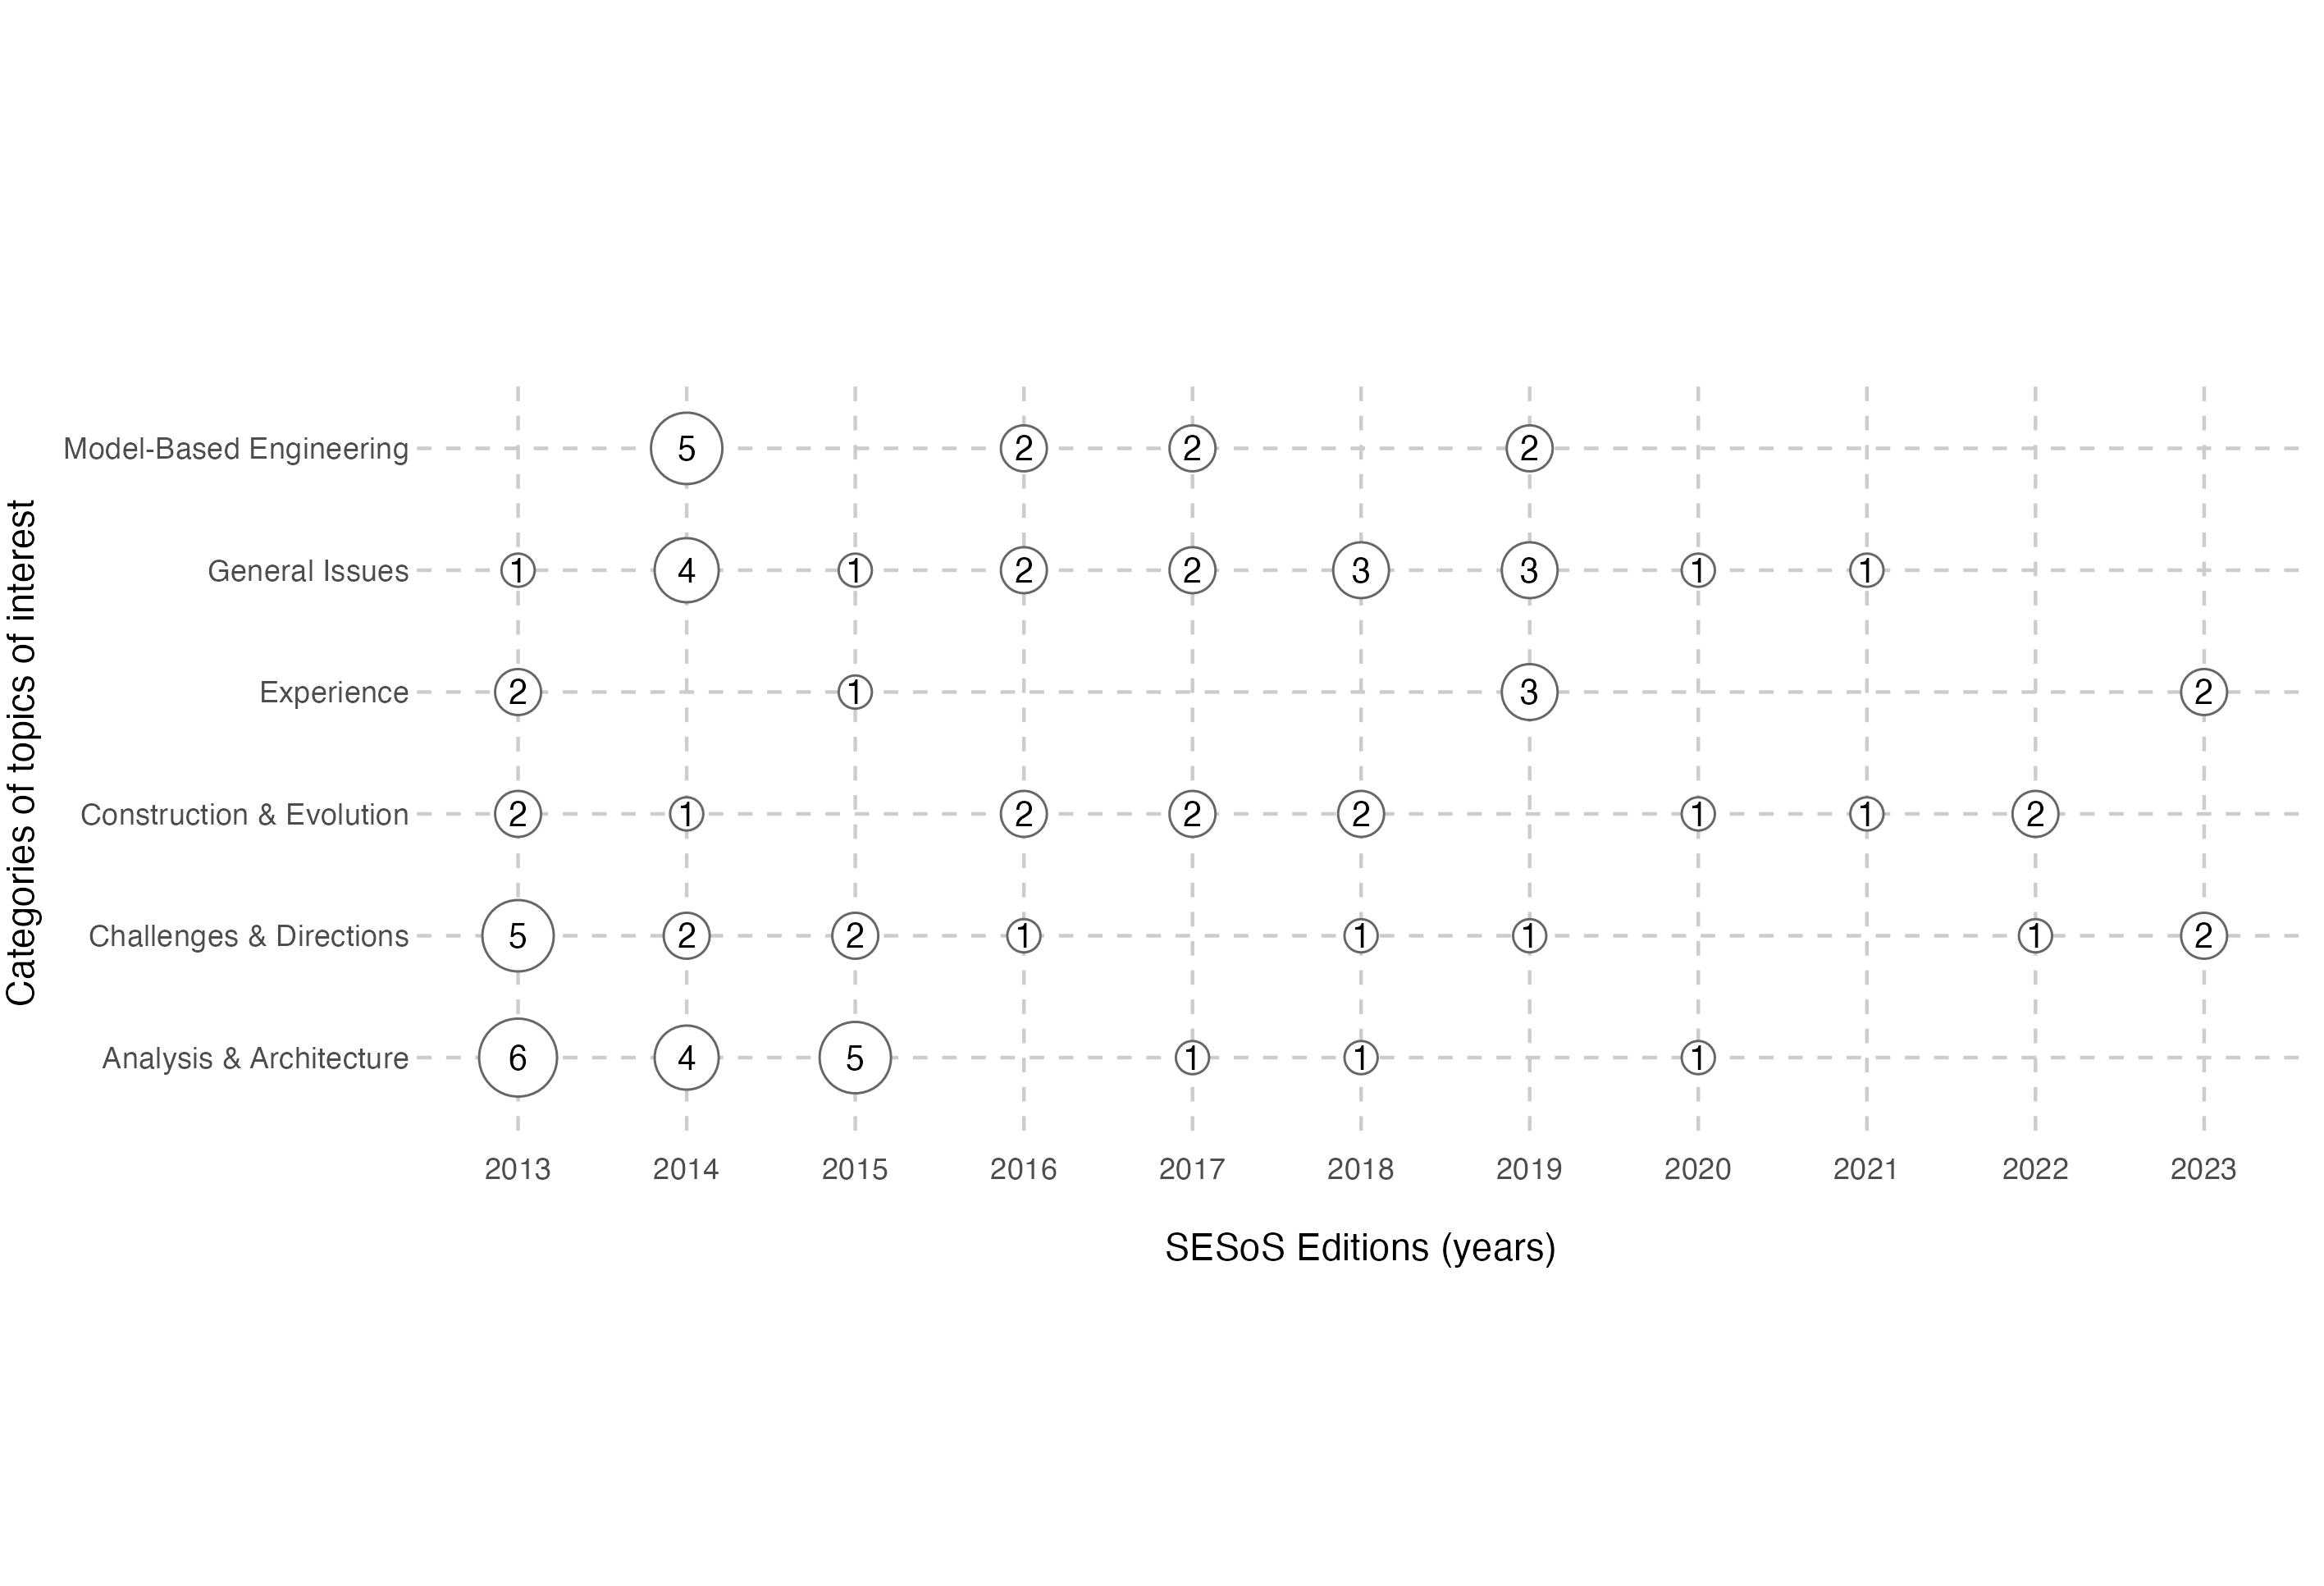 Categories of topics of interest
Model-Based Engineering 5 2 2 2
General Issues 1 4 1 2 2 3 3 1 1
Experience 2 1 3 2
Construction & Evolution 2 1 2 2 2 1 1 2
Challenges & Directions 5 2 2 1 1 1 1 2
Analysis & Architecture 6 4 5 1 1 1
2013 2014 2015 2016 2017 2018 2019 2020 2021 2022 2023
SESoS Editions (years)